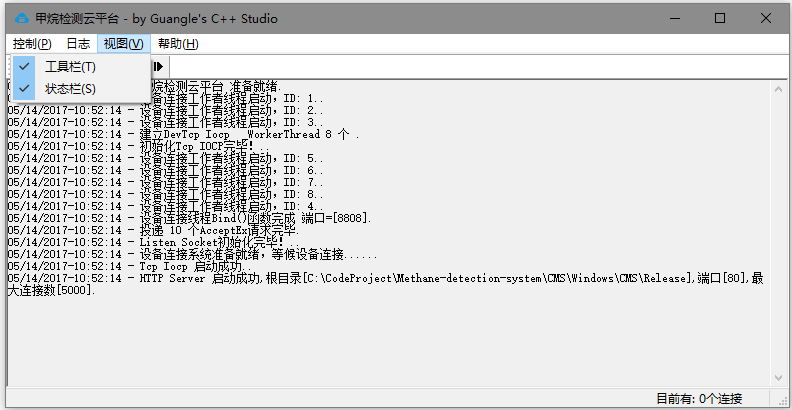 甲烷检测云平台 - by Guangle's C++ Studio
控制(P) 日志 视图(V) 帮助(H)
工具栏(T)
状态栏(S)
烷检测云平台 准备就绪.
设备连接工作者线程启动, ID: 1..
05/14/2017-10:52:14 - 设备连接工作者线程启动, ID: 2..
05/14/2017-10:52:14 - 设备连接工作者线程启动, ID: 3..
05/14/2017-10:52:14 - 建立DevTcp Iocp _WorkerThread 8 个 .
05/14/2017-10:52:14 - 初始化Tcp IOCP完毕! ..
05/14/2017-10:52:14 - 设备连接工作者线程启动, ID: 5..
05/14/2017-10:52:14 - 设备连接工作者线程启动, ID: 6..
05/14/2017-10:52:14 - 设备连接工作者线程启动, ID: 7..
05/14/2017-10:52:14 - 设备连接工作者线程启动, ID: 8..
05/14/2017-10:52:14 - 设备连接工作者线程启动, ID: 4..
05/14/2017-10:52:14 - 设备连接线程Bind()函数完成 端口=[8808].
05/14/2017-10:52:14 - 投递 10 个AcceptEx请求完毕.
05/14/2017-10:52:14 - Listen Socket初始化完毕! ..
05/14/2017-10:52:14 - 设备连接系统准备就绪, 等候设备连接......
05/14/2017-10:52:14 - Tcp Iocp 启动成功..
05/14/2017-10:52:14 - HTTP Server 启动成功,根目录[C:\CodeProject\Methane-detection-system\CMS\Windows\CMS\Release],端口[80],最
大连接数[5000].
目前有: 0个连接